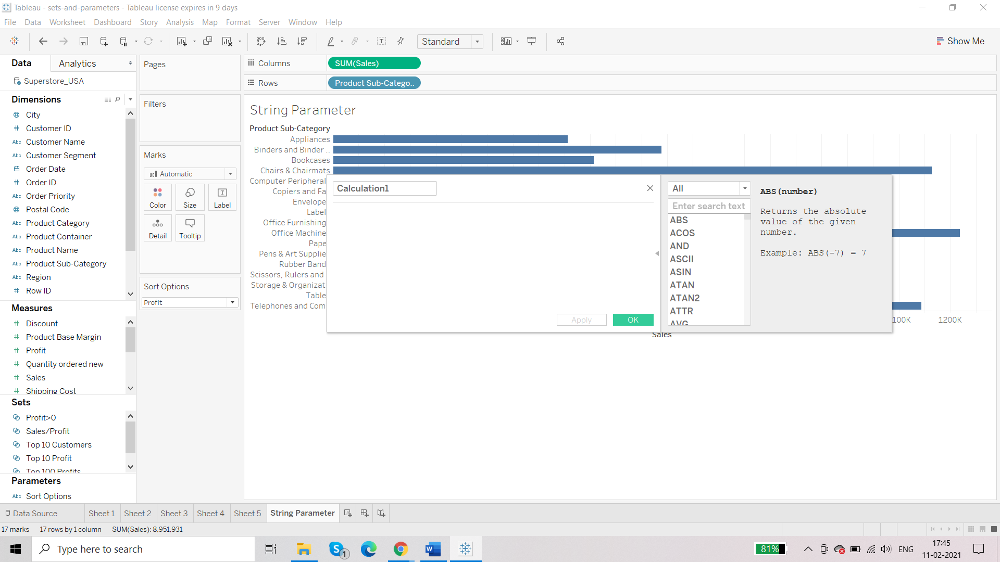 Tableau - sets-and-parameters - Tableau license expires in 9 days
File Data Worksheet Dashboard Story Analysis Map Format Server Window Help
Standard
Show Me
Data
Analytics
Superstore_USA
Dimensions
City
Customer ID
Abc Customer Name
Abc Customer Segment
Order Date
Order ID
Abc Order Priority
Postal Code
Abc Product Category
Abc Product Container
Abc Product Name
Abc Product Sub-Category
Abc Region
Row ID
Measures
Discount
Product Base Margin
Profit
Quantity ordered new
Sales
Shipping Cost
Sets
Profit>0
Sales/Profit
Top 10 Customers
Top 10 Profit
Top 100 Profits
Parameters
Abc Sort Options
Pages
Filters
Marks
Automatic
Color Size Label
Detail Tooltip
Sort Options
Profit
Columns
SUM(Sales)
Rows
Product Sub-Catego..
String Parameter
Product Sub-Category
Appliances
Binders and Binder ..
Bookcases
Chairs & Chairmats
Computer Peripheral
Copiers and Fa
Envelope
Label
Office Furnishing
Office Machine
Pape
Pens & Art Supplie
Rubber Band
Scissors, Rulers and
Storage & Organizat
Table
Telephones and Com
Calculation1
Apply
OK
All
Enter search text
ABS
ACOS
AND
ASCII
ASIN
ATAN
ATAN2
ATTR
AVG
ABS(number)
Returns the absolute
value of the given
number.
Example: ABS(-7) = 7
100K 1200K
Sales
Data Source Sheet 1 Sheet 2 Sheet 3 Sheet 4 Sheet 5 String Parameter
17 marks 17 rows by 1 column SUM(Sales): 8,951,931
Type here to search
1
81%
ENG
17:45
11-02-2021